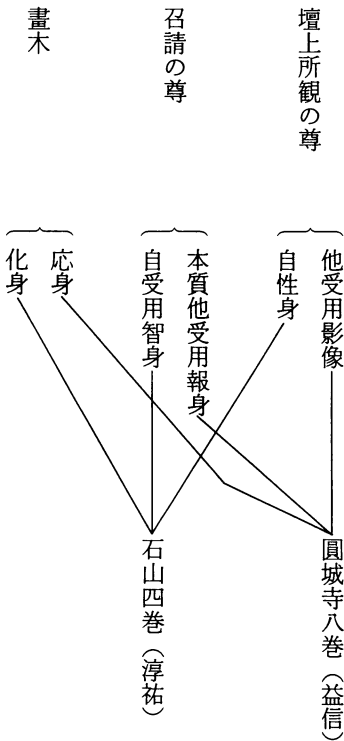 壇上所観の尊
他受用影像
自性身
召請の尊
本質他受用報身
自受用智身
畫木
応身
化身
圓城寺八巻（益信）
石山四巻（淳祐）